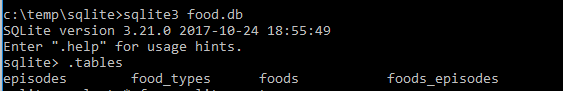 c:\temp\sqlite>sqlite3 food.db
SQLite version 3.21.0 2017-10-24 18:55:49
Enter ".help" for usage hints.
sqlite> .tables
episodes        food_types      foods           foods_episodes